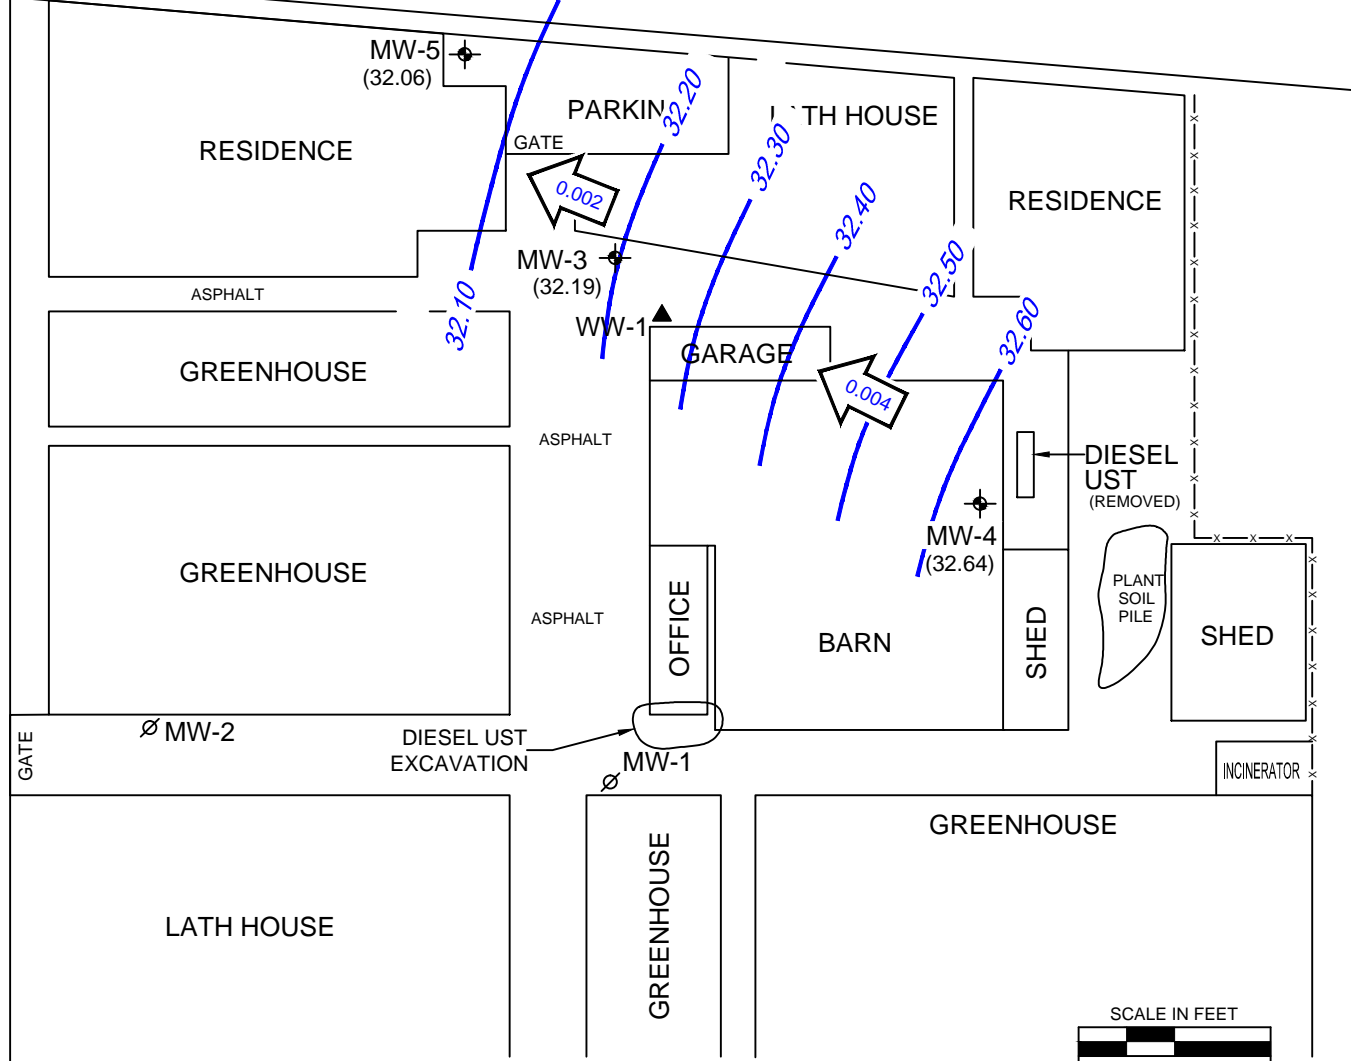 MW-5
(32.06)
PARKIN
32.20
TH HOUSE
GATE
RESIDENCE
32.30
0.002
RESIDENCE
32.40
MW-3
(32.19)
32.50
ASPHALT
32.10
WW-1
32.60
GARAGE
GREENHOUSE
0.004
ASPHALT
DIESEL
UST
(REMOVED)
MW-4
(32.64)
GREENHOUSE
PLANT
SOIL
PILE
ASPHALT
OFFICE
BARN
SHED
SHED
MW-2
GATE
DIESEL UST
EXCAVATION
MW-1
INCINERATOR
GREENHOUSE
GREENHOUSE
LATH HOUSE
SCALE IN FEET